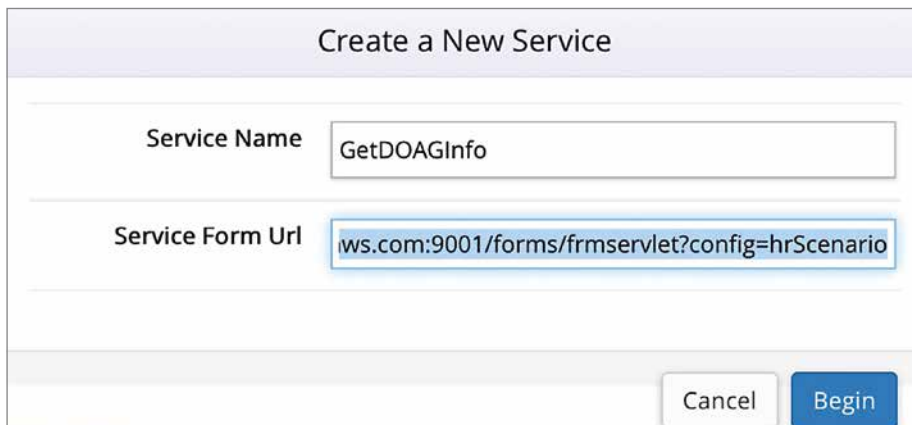 Create a New Service
Service Name
GetDOAGInfo
Service Form Url
ws.com:9001/forms/frmservlet?config=hrScenario
Cancel
Begin